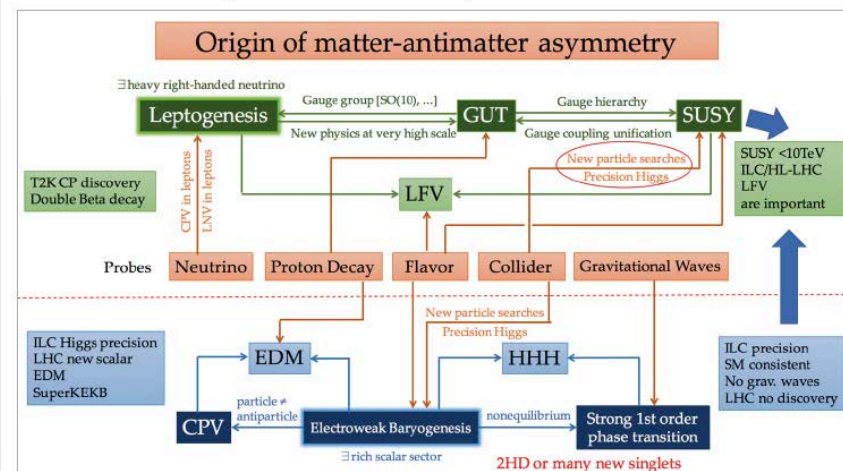 Origin of matter-antimatter asymmetry
∃heavy right-handed neutrino
Leptogenesis
Gauge group [SO(10), ...]
New physics at very high scale
GUT
Gauge hierarchy
Gauge coupling unification
SUSY
T2K CP discovery
Double Beta decay
CPV in leptons
LNV in leptons
LFV
New particle searches
Precision Higgs
SUSY <10TeV
ILC/HL-LHC
LFV
are important
Probes
Neutrino
Proton Decay
Flavor
Collider
Gravitational Waves
ILC Higgs precision
LHC new scalar
EDM
SuperKEKB
EDM
New particle searches
Precision Higgs
HHH
ILC precision
SM consistent
No grav. waves
LHC no discovery
CPV
particle ≠
antiparticle
Electroweak Baryogenesis
nonequilibrium
Strong 1st order
phase transition
∃rich scalar sector
2HD or many new singlets